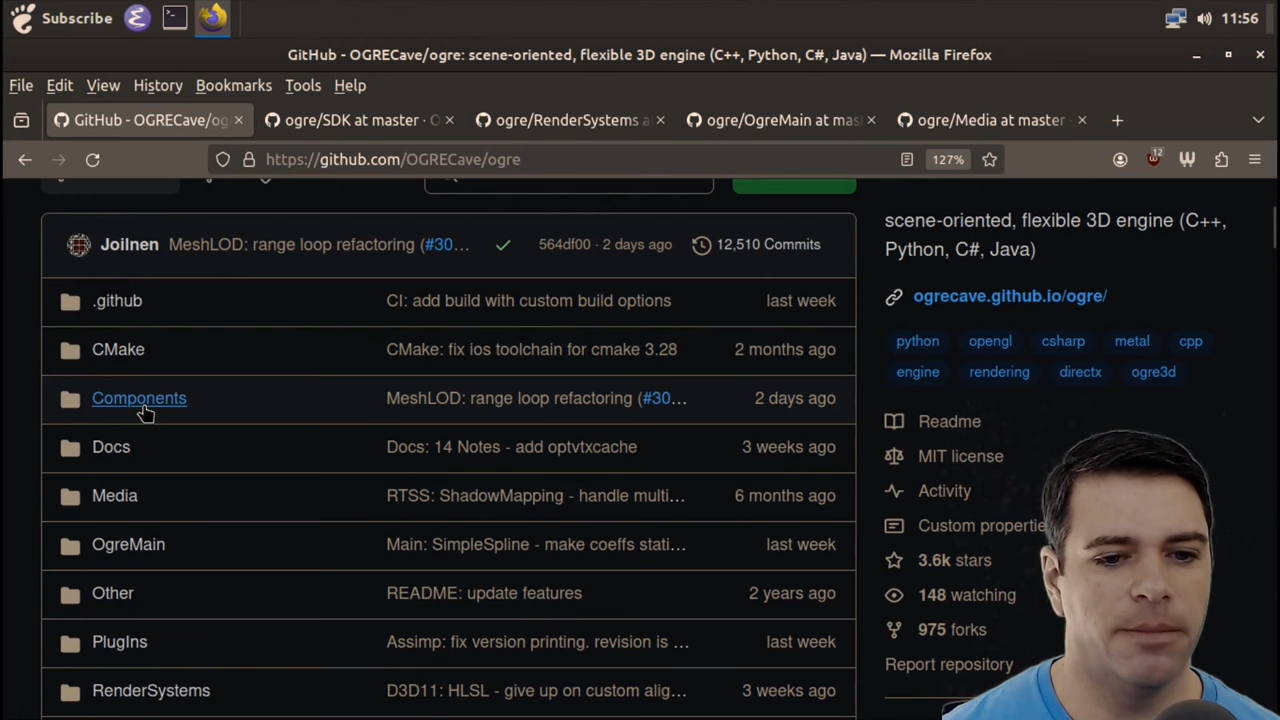 Subscribe 11:56
GitHub - OGRECave/ogre: scene-oriented, flexible 3D engine (C++, Python, C#, Java) — Mozilla Firefox
File Edit View History Bookmarks Tools Help
GitHub - OGRECave/og ogre/SDK at master · O ogre/RenderSystems a ogre/OgreMain at mas ogre/Media at master ·
https://github.com/OGRECave/ogre 127% 12
scene-oriented, flexible 3D engine (C++,
Python, C#, Java)
Joilnen MeshLOD: range loop refactoring (#30… 564df00 · 2 days ago 12,510 Commits
.github CI: add build with custom build options last week
ogrecave.github.io/ogre/
CMake CMake: fix ios toolchain for cmake 3.28 2 months ago
python opengl csharp metal cpp
engine rendering directx ogre3d
Components MeshLOD: range loop refactoring (#30… 2 days ago
Readme
Docs Docs: 14 Notes - add optvtxcache 3 weeks ago
MIT license
Media RTSS: ShadowMapping - handle multi… 6 months ago
Activity
Custom propertie
OgreMain Main: SimpleSpline - make coeffs stati… last week
3.6k stars
Other README: update features 2 years ago
148 watching
975 forks
PlugIns Assimp: fix version printing. revision is … last week
Report repository
RenderSystems D3D11: HLSL - give up on custom alig… 3 weeks ago